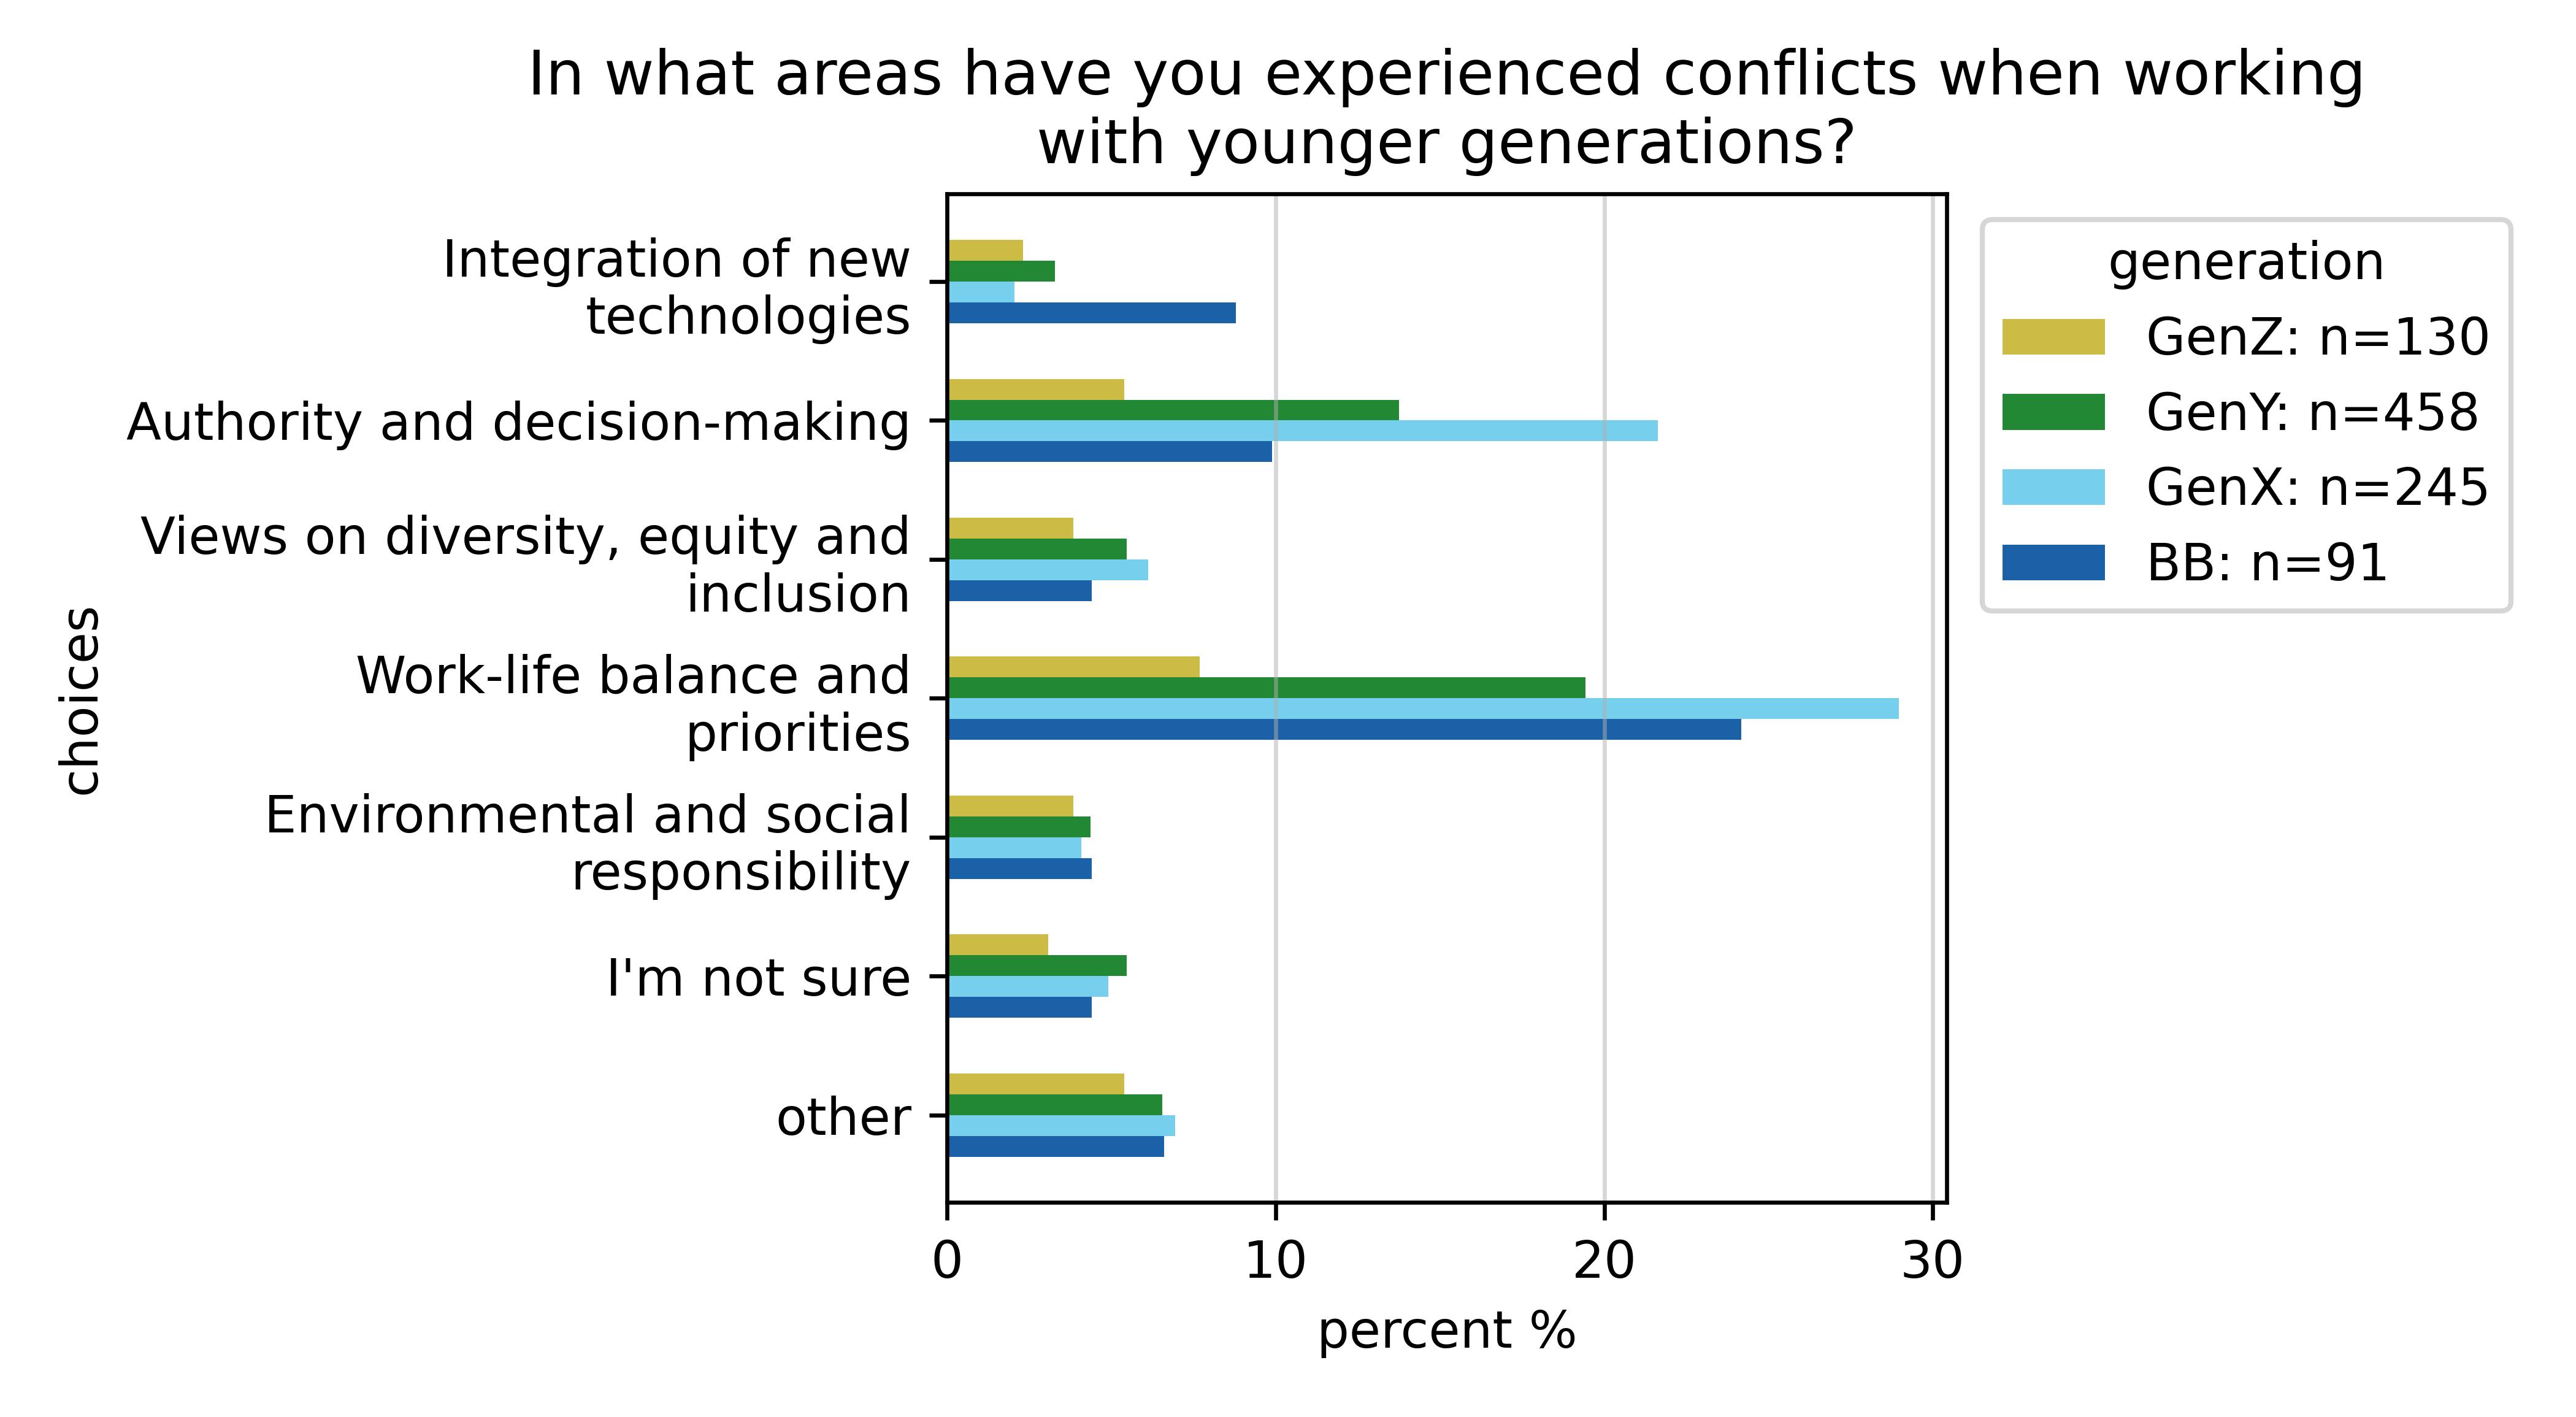 In what areas have you experienced conflicts when working
with younger generations?
Integration of new
technologies
Authority and decision-making
Views on diversity, equity and
inclusion
Work-life balance and
priorities
Environmental and social
responsibility
I'm not sure
other
choices
0 10 20 30
percent %
generation
GenZ: n=130
GenY: n=458
GenX: n=245
BB: n=91